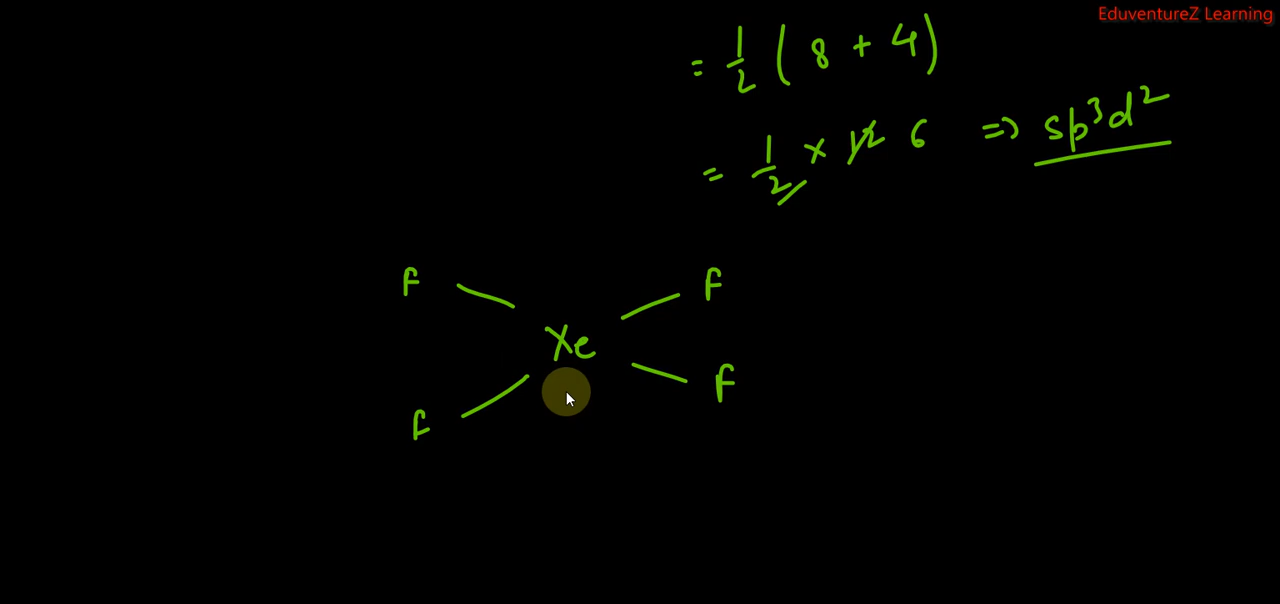 EduventureZ Learning
= 1/2 ( 8 + 4 )
= 1/2 × 12 6 => sp³d²
F F
Xe
F
F